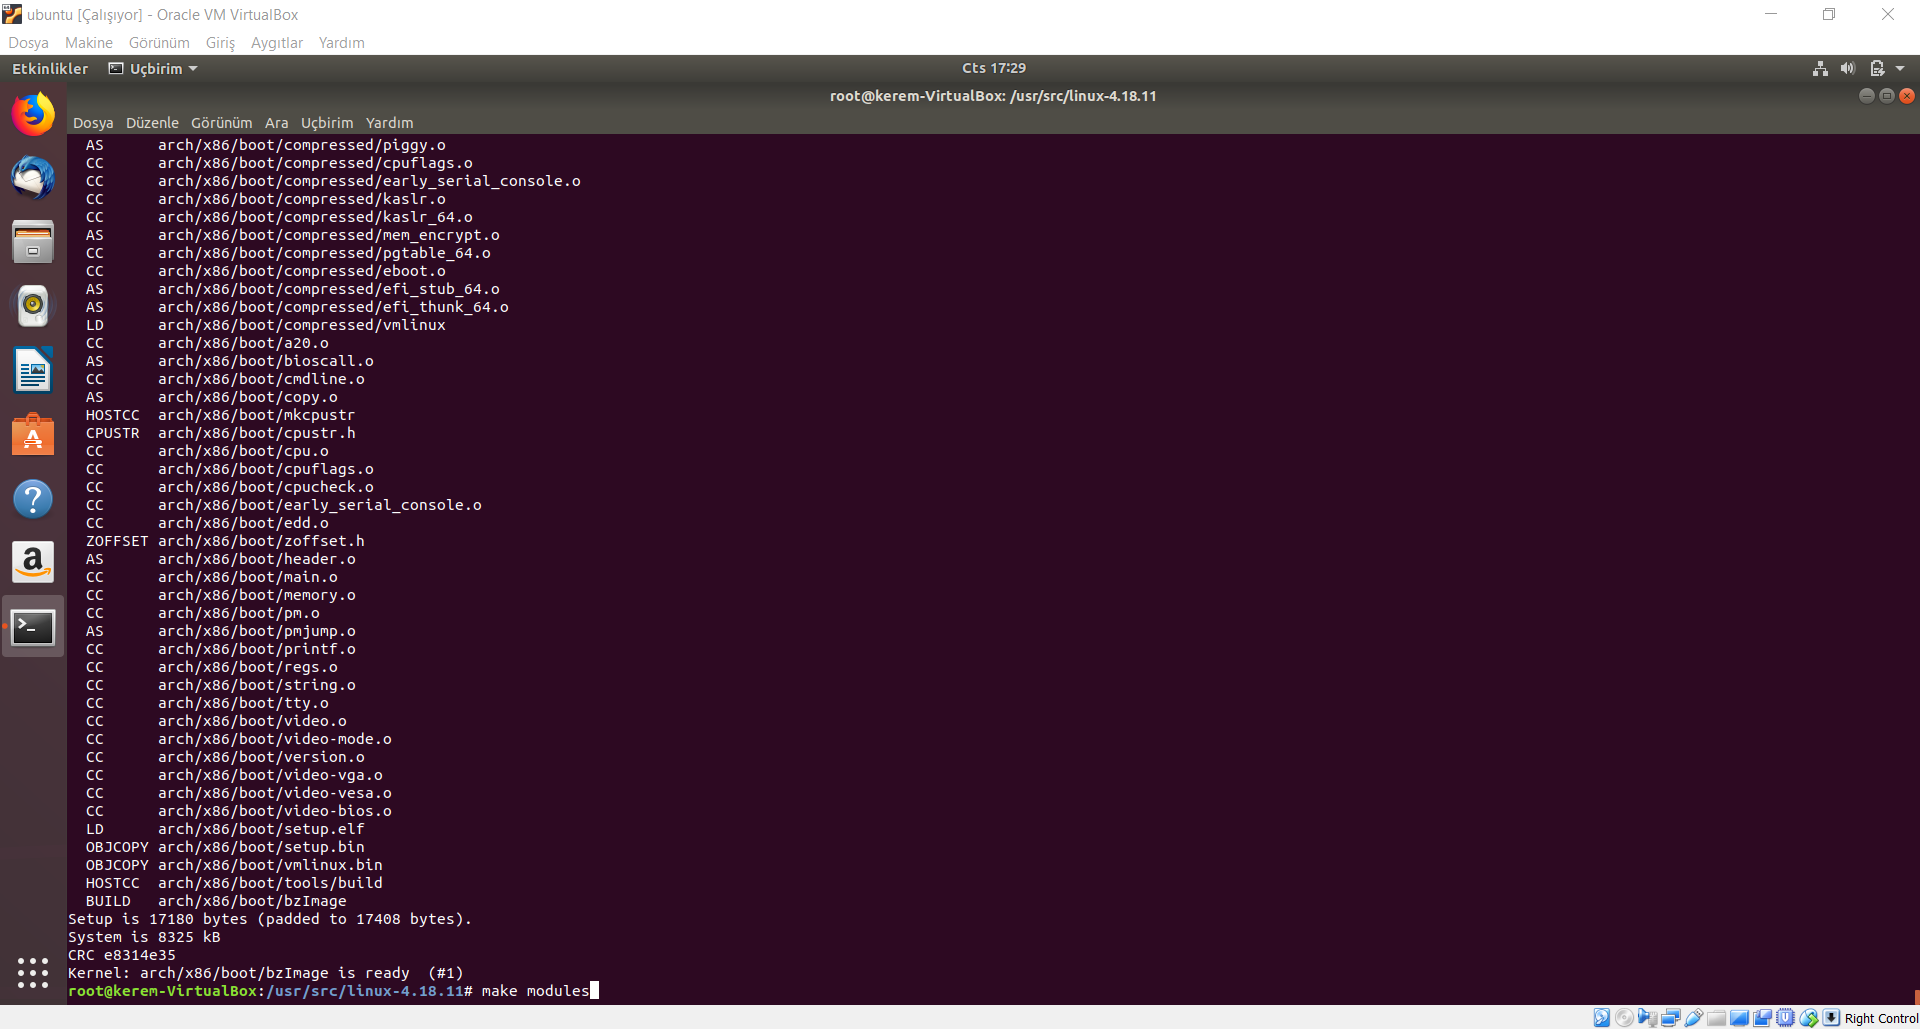 ubuntu [Çalışıyor] - Oracle VM VirtualBox
Dosya Makine Görünüm Giriş Aygıtlar Yardım
Etkinlikler Uçbirim Cts 17:29
root@kerem-VirtualBox: /usr/src/linux-4.18.11
Dosya Düzenle Görünüm Ara Uçbirim Yardım
AS arch/x86/boot/compressed/piggy.o
CC arch/x86/boot/compressed/cpuflags.o
CC arch/x86/boot/compressed/early_serial_console.o
CC arch/x86/boot/compressed/kaslr.o
CC arch/x86/boot/compressed/kaslr_64.o
AS arch/x86/boot/compressed/mem_encrypt.o
CC arch/x86/boot/compressed/pgtable_64.o
CC arch/x86/boot/compressed/eboot.o
AS arch/x86/boot/compressed/efi_stub_64.o
AS arch/x86/boot/compressed/efi_thunk_64.o
LD arch/x86/boot/compressed/vmlinux
CC arch/x86/boot/a20.o
AS arch/x86/boot/bioscall.o
CC arch/x86/boot/cmdline.o
AS arch/x86/boot/copy.o
HOSTCC arch/x86/boot/mkcpustr
CPUSTR arch/x86/boot/cpustr.h
CC arch/x86/boot/cpu.o
CC arch/x86/boot/cpuflags.o
CC arch/x86/boot/cpucheck.o
CC arch/x86/boot/early_serial_console.o
CC arch/x86/boot/edd.o
ZOFFSET arch/x86/boot/zoffset.h
AS arch/x86/boot/header.o
CC arch/x86/boot/main.o
CC arch/x86/boot/memory.o
CC arch/x86/boot/pm.o
AS arch/x86/boot/pmjump.o
CC arch/x86/boot/printf.o
CC arch/x86/boot/regs.o
CC arch/x86/boot/string.o
CC arch/x86/boot/tty.o
CC arch/x86/boot/video.o
CC arch/x86/boot/video-mode.o
CC arch/x86/boot/version.o
CC arch/x86/boot/video-vga.o
CC arch/x86/boot/video-vesa.o
CC arch/x86/boot/video-bios.o
LD arch/x86/boot/setup.elf
OBJCOPY arch/x86/boot/setup.bin
OBJCOPY arch/x86/boot/vmlinux.bin
HOSTCC arch/x86/boot/tools/build
BUILD arch/x86/boot/bzImage
Setup is 17180 bytes (padded to 17408 bytes).
System is 8325 kB
CRC e8314e35
Kernel: arch/x86/boot/bzImage is ready (#1)
root@kerem-VirtualBox:/usr/src/linux-4.18.11# make modules
Right Control